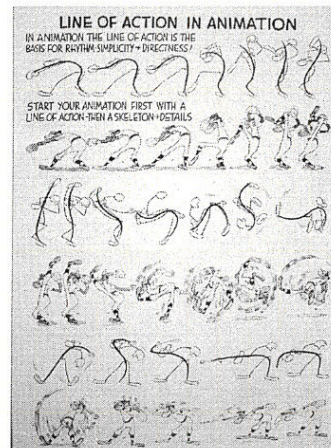 LINE OF ACTION IN ANIMATION
IN ANIMATION THE LINE OF ACTION IS THE
BASIS FOR RHYTHM, SIMPLICITY + DIRECTNESS!
START YOUR ANIMATION FIRST WITH A
LINE OF ACTION-THEN A SKELETON+DETAILS